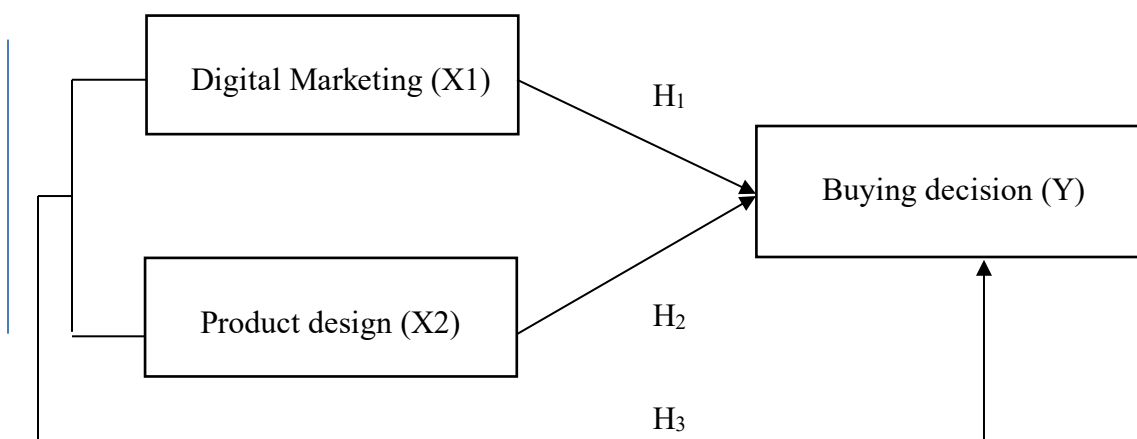 Digital Marketing (X1)
H₁
Buying decision (Y)
Product design (X2)
H₂
H₃